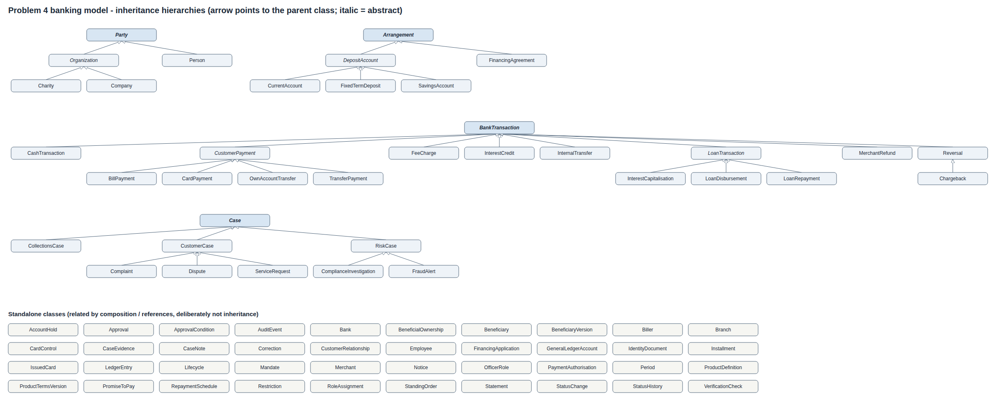 Problem 4 banking model - inheritance hierarchies (arrow points to the parent class; italic = abstract)
Party
Arrangement
Organization
Person
DepositAccount
FinancingAgreement
Charity
Company
CurrentAccount
FixedTermDeposit
SavingsAccount
BankTransaction
CashTransaction
CustomerPayment
FeeCharge
InterestCredit
InternalTransfer
LoanTransaction
MerchantRefund
Reversal
BillPayment
CardPayment
OwnAccountTransfer
TransferPayment
InterestCapitalisation
LoanDisbursement
LoanRepayment
Chargeback
Case
CollectionsCase
CustomerCase
RiskCase
Complaint
Dispute
ServiceRequest
ComplianceInvestigation
FraudAlert
Standalone classes (related by composition / references, deliberately not inheritance)
AccountHold
Approval
ApprovalCondition
AuditEvent
Bank
BeneficialOwnership
Beneficiary
BeneficiaryVersion
Biller
Branch
CardControl
CaseEvidence
CaseNote
Correction
CustomerRelationship
Employee
FinancingApplication
GeneralLedgerAccount
IdentityDocument
Installment
IssuedCard
LedgerEntry
Lifecycle
Mandate
Merchant
Notice
OfficerRole
PaymentAuthorisation
Period
ProductDefinition
ProductTermsVersion
PromiseToPay
RepaymentSchedule
Restriction
RoleAssignment
StandingOrder
Statement
StatusChange
StatusHistory
VerificationCheck